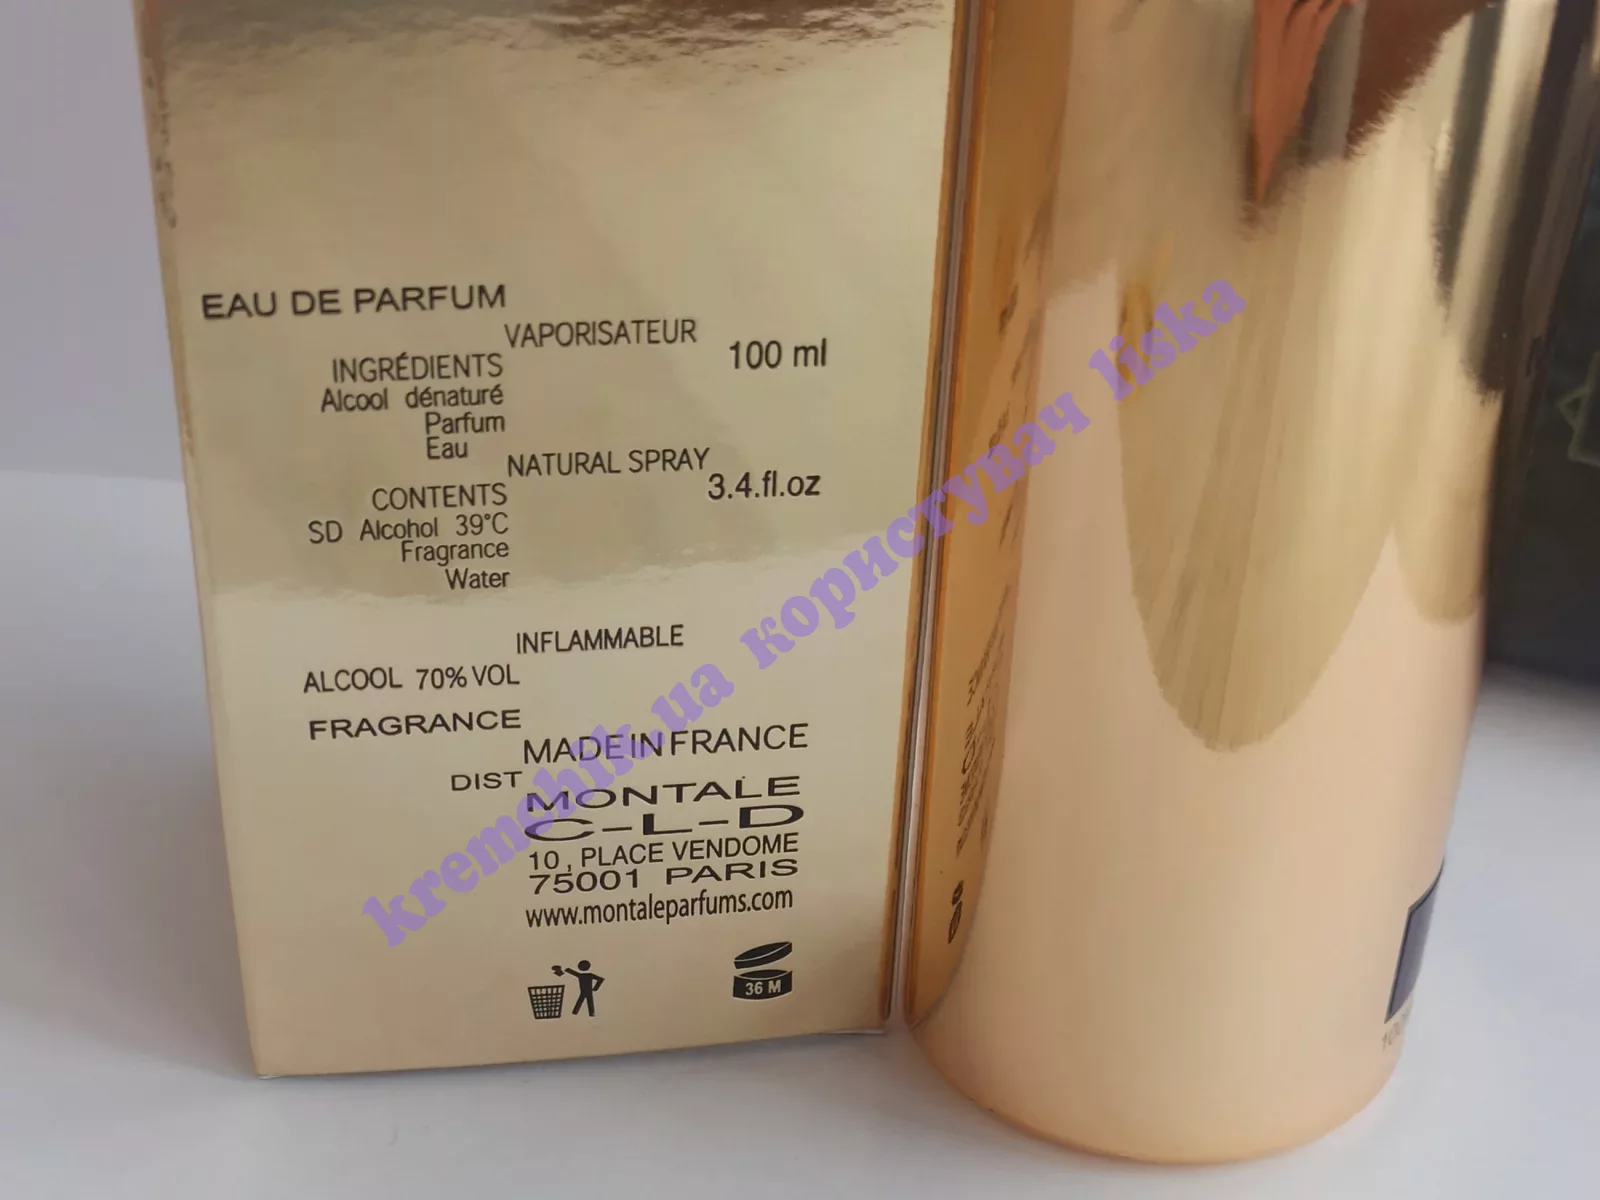 EAU DE PARFUM
VAPORISATEUR
100 ml
INGRÉDIENTS
Alcool dénaturé
Parfum
Eau
NATURAL SPRAY
3.4.fl.oz
CONTENTS
SD Alcohol 39°C
Fragrance
Water
INFLAMMABLE
ALCOOL 70% VOL
FRAGRANCE
MADE IN FRANCE
DIST
MONTALE
C-L-D
10, PLACE VENDOME
75001 PARIS
www.montaleparfums.com
36 M
kremchik.ua користувач liska